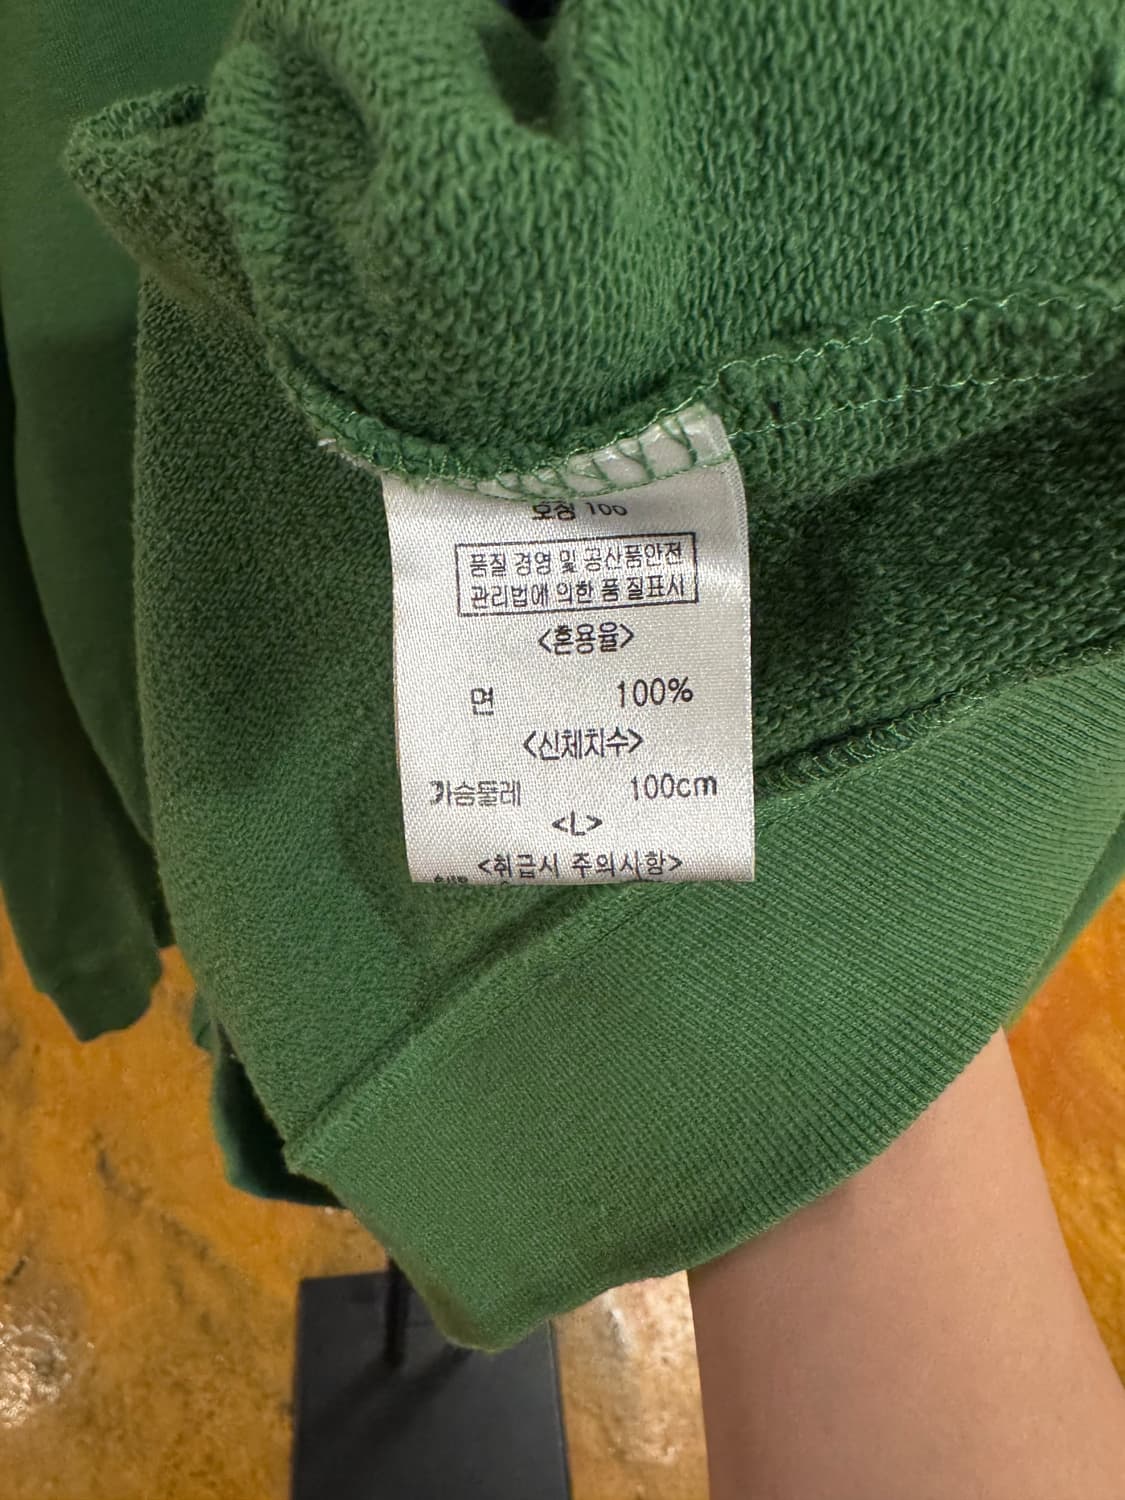 호칭 100
품질 경영 및 공산품안전
관리법에 의한 품 질표시
<혼용율>
면 100%
<신체치수>
가슴둘레 100cm
<L>
<취급시 주의사항>